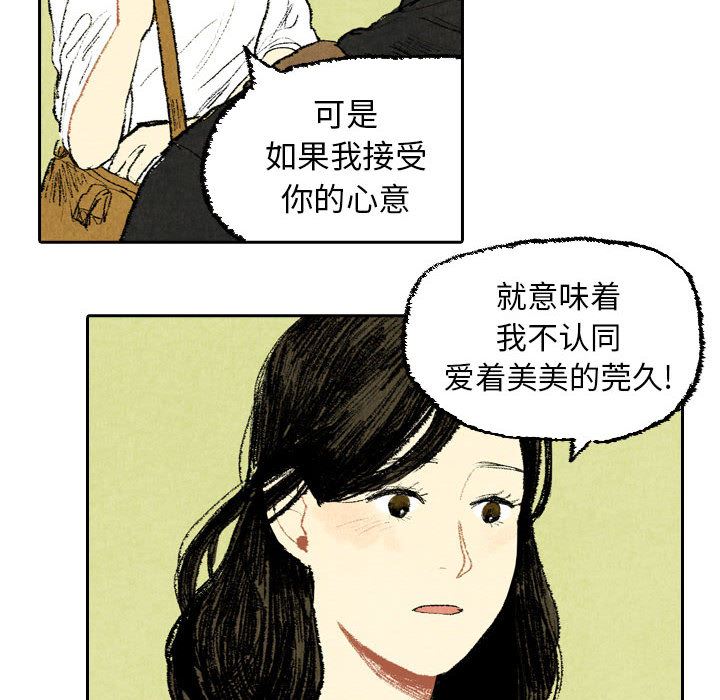 可是
如果我接受
你的心意
就意味着
我不认同
爱着美美的莞久!